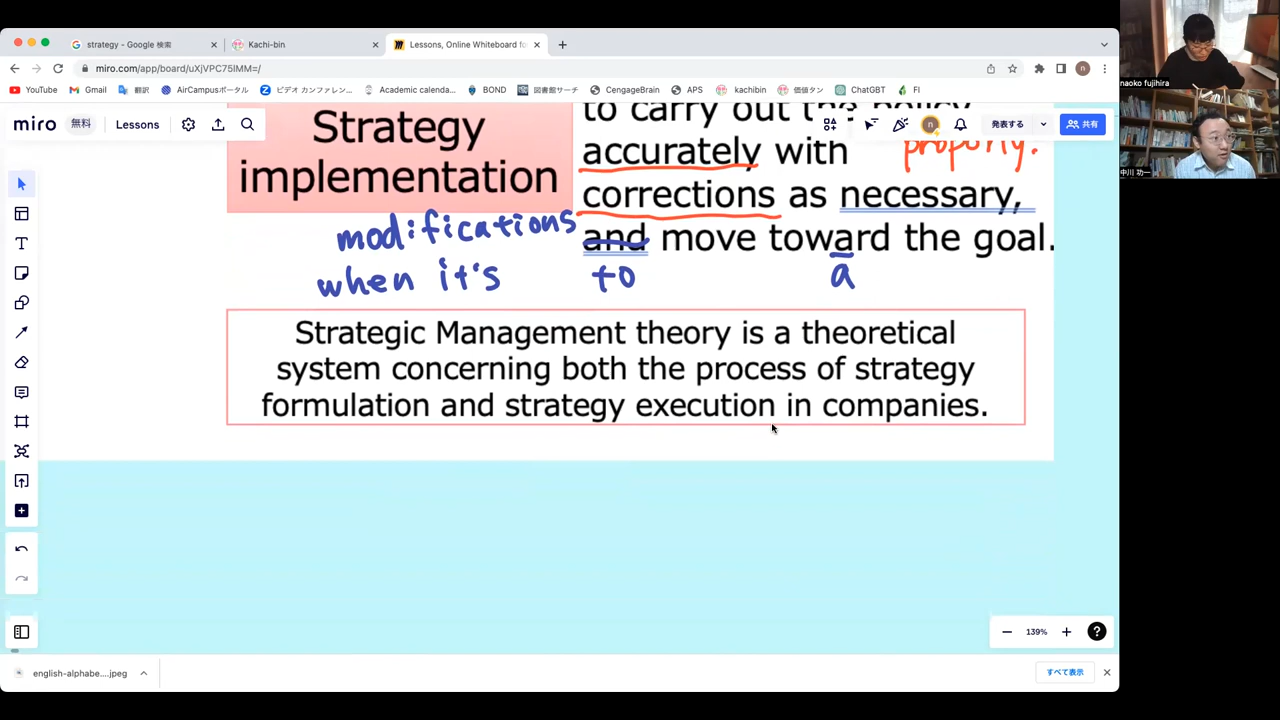 strategy - Google 検索
Kachi-bin
Lessons, Online Whiteboard fo
miro.com/app/board/uXjVPC75IMM=/
n
YouTube
Gmail
翻訳
AirCampusポータル
ビデオ カンファレン...
Academic calenda...
BOND
図書館サーチ
CengageBrain
APS
kachibin
価値タン
ChatGBT
FI
naoko fujihira
中川 功一
miro
無料
Lessons
n
発表する
共有
to carry out the policy
accurately with
properly.
corrections as necessary,
and move toward the goal.
Strategy
implementation
modifications
when it's
to
a
Strategic Management theory is a theoretical
system concerning both the process of strategy
formulation and strategy execution in companies.
139%
english-alphabe....jpeg
すべて表示